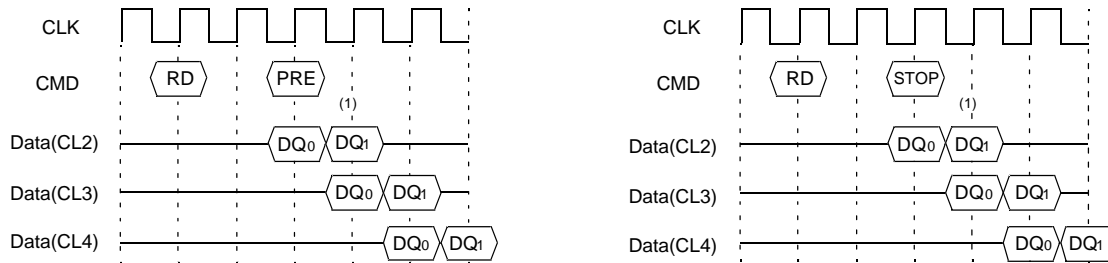 CLK
CMD RD PRE
(1)
Data(CL2) DQ0 DQ1
Data(CL3) DQ0 DQ1
Data(CL4) DQ0 DQ1
CLK
CMD RD STOP
(1)
Data(CL2) DQ0 DQ1
Data(CL3) DQ0 DQ1
Data(CL4) DQ0 DQ1